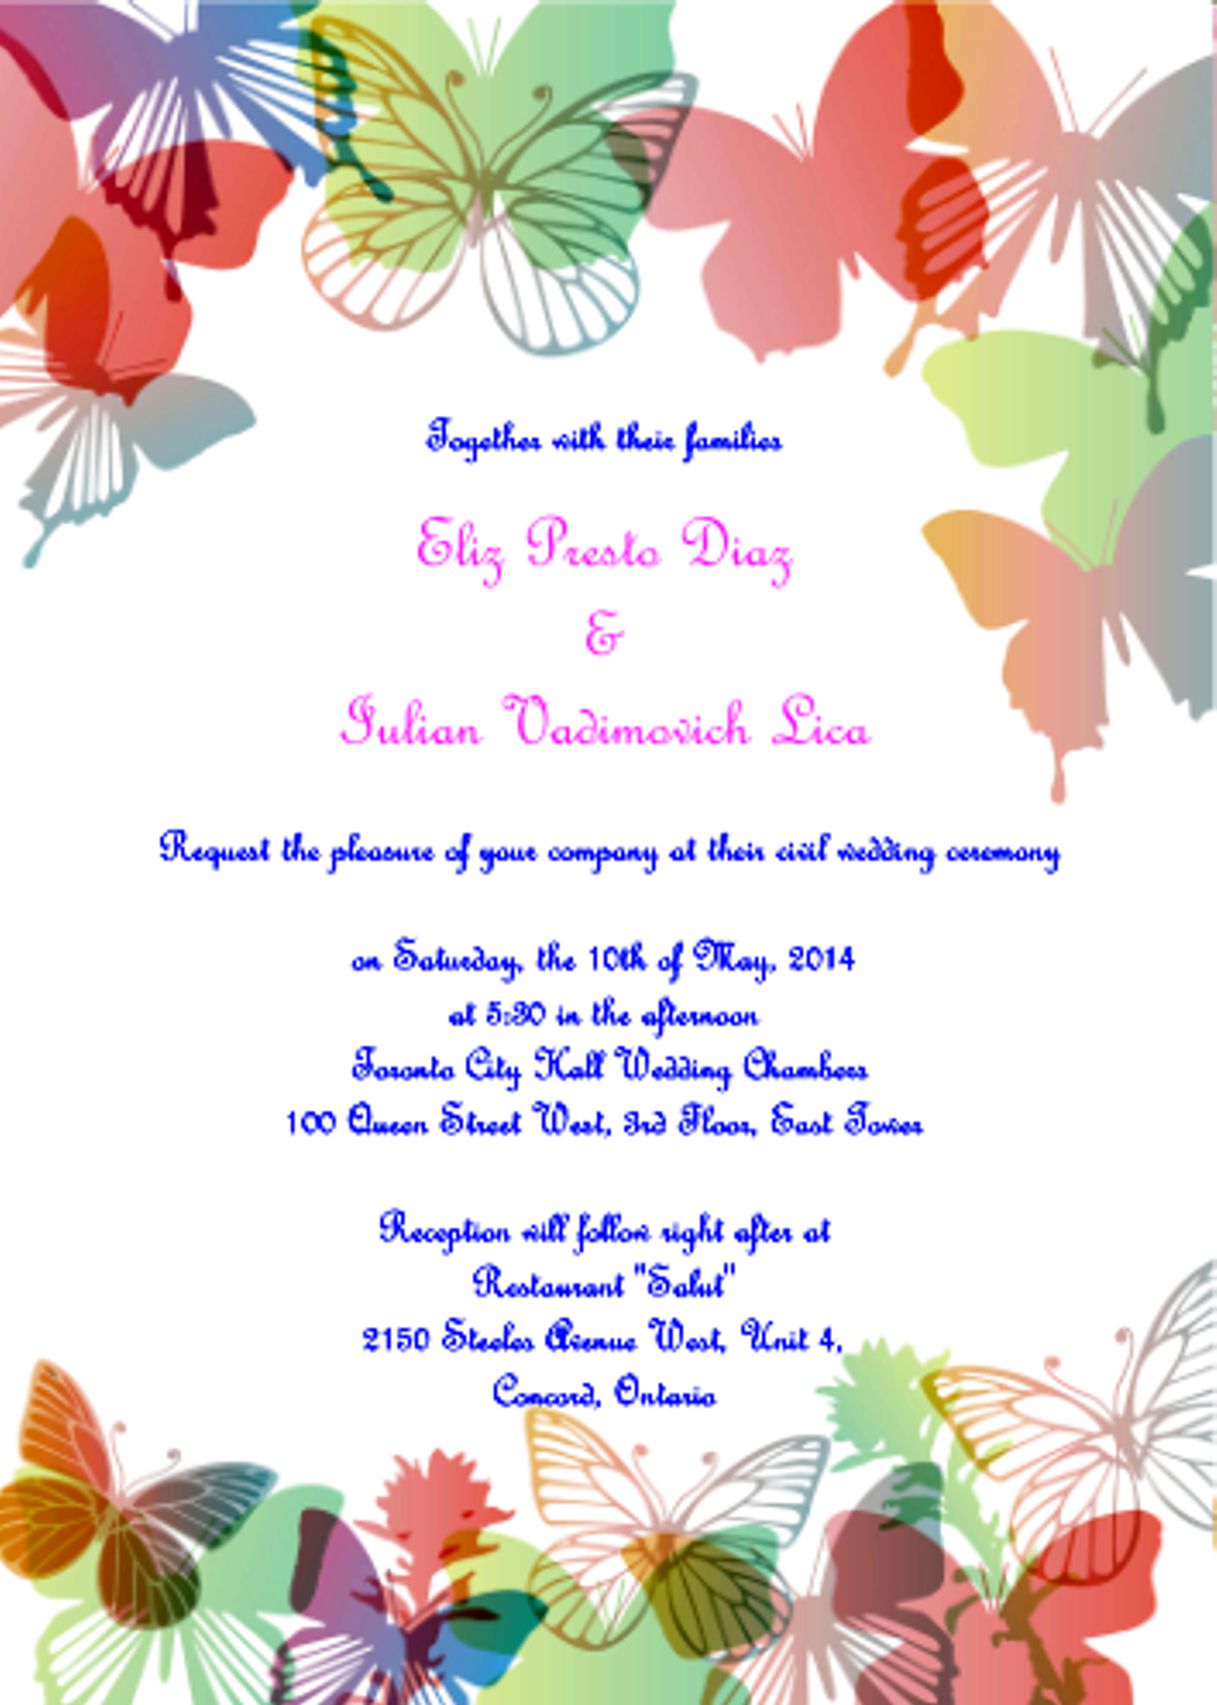 Together with their families
Eliz Presto Diaz
&
Iulian Vadimovich Lica
Request the pleasure of your company at their civil wedding ceremony
on Saturday, the 10th of May, 2014
at 5:30 in the afternoon
Toronto City Hall Wedding Chambers
100 Queen Street West, 3rd Floor, East Tower
Reception will follow right after at
Restaurant "Salut"
2150 Steeles Avenue West, Unit 4,
Concord, Ontario